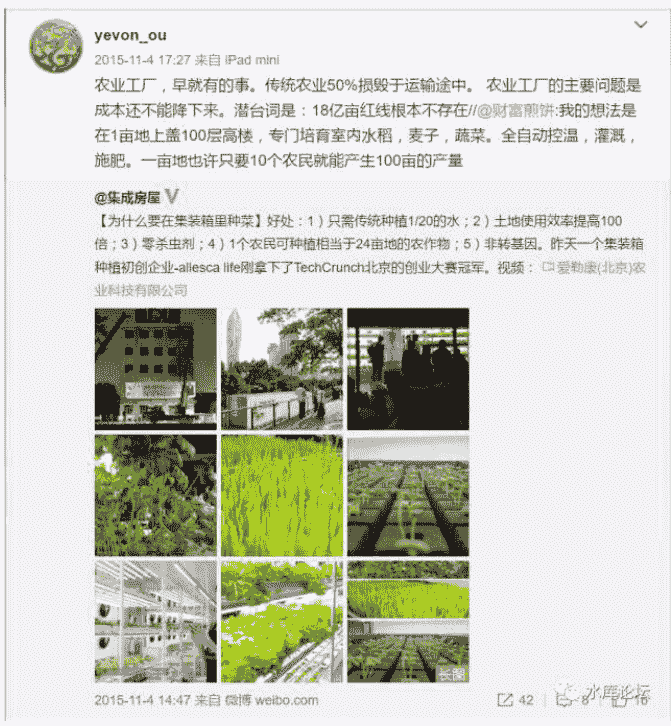 yevon_ou
2015-11-4 17:27 来自 iPad mini
农业工厂，早就有的事。传统农业50%损毁于运输途中。 农业工厂的主要问题是
成本还不能降下来。潜台词是：18亿亩红线根本不存在//@财富煎饼:我的想法是
在1亩地上盖100层高楼，专门培育室内水稻，麦子，蔬菜。全自动控温，灌溉，
施肥。一亩地也许只要10个农民就能产生100亩的产量
@集成房屋 V
【为什么要在集装箱里种菜】好处：1）只需传统种植1/20的水；2）土地使用效率提高100
倍；3）零杀虫剂；4）1个农民可种植相当于24亩地的农作物；5）非转基因。昨天一个集装箱
种植初创企业-allesca life刚拿下了TechCrunch北京的创业大赛冠军。视频： 爱勒康(北京)农
业科技有限公司
长图
2015-11-4 14:47 来自 微博 weibo.com
42
8
16
水库论坛